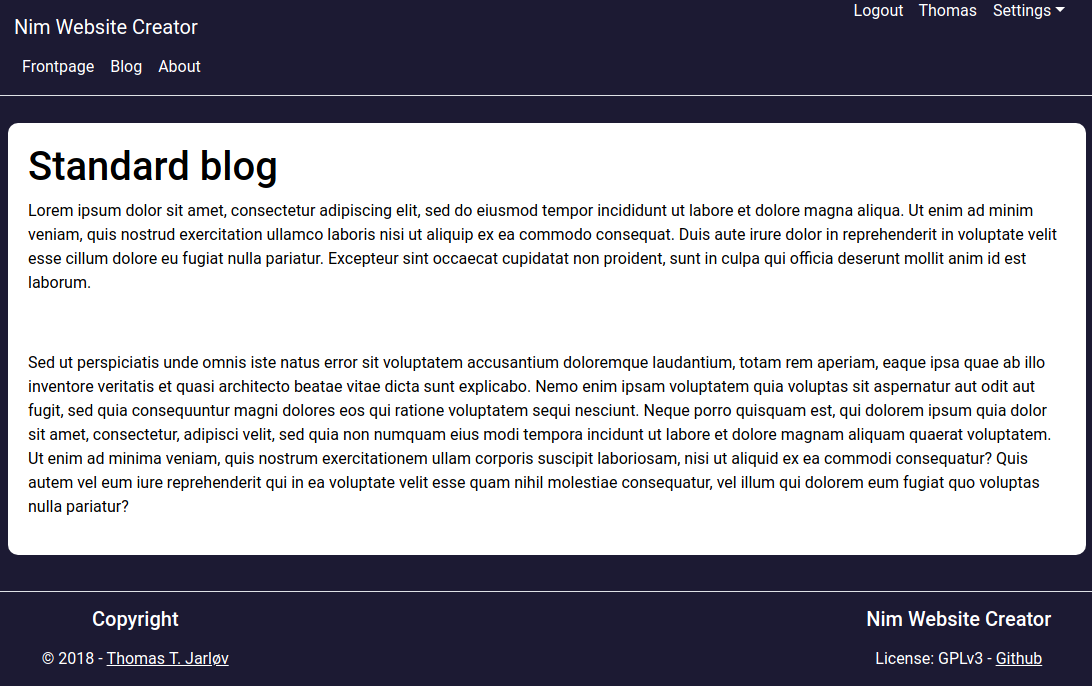 Nim Website Creator
Logout Thomas Settings
Frontpage Blog About
Standard blog
Lorem ipsum dolor sit amet, consectetur adipiscing elit, sed do eiusmod tempor incididunt ut labore et dolore magna aliqua. Ut enim ad minim
veniam, quis nostrud exercitation ullamco laboris nisi ut aliquip ex ea commodo consequat. Duis aute irure dolor in reprehenderit in voluptate velit
esse cillum dolore eu fugiat nulla pariatur. Excepteur sint occaecat cupidatat non proident, sunt in culpa qui officia deserunt mollit anim id est
laborum.
Sed ut perspiciatis unde omnis iste natus error sit voluptatem accusantium doloremque laudantium, totam rem aperiam, eaque ipsa quae ab illo
inventore veritatis et quasi architecto beatae vitae dicta sunt explicabo. Nemo enim ipsam voluptatem quia voluptas sit aspernatur aut odit aut
fugit, sed quia consequuntur magni dolores eos qui ratione voluptatem sequi nesciunt. Neque porro quisquam est, qui dolorem ipsum quia dolor
sit amet, consectetur, adipisci velit, sed quia non numquam eius modi tempora incidunt ut labore et dolore magnam aliquam quaerat voluptatem.
Ut enim ad minima veniam, quis nostrum exercitationem ullam corporis suscipit laboriosam, nisi ut aliquid ex ea commodi consequatur? Quis
autem vel eum iure reprehenderit qui in ea voluptate velit esse quam nihil molestiae consequatur, vel illum qui dolorem eum fugiat quo voluptas
nulla pariatur?
Copyright
© 2018 - Thomas T. Jarløv
Nim Website Creator
License: GPLv3 - Github